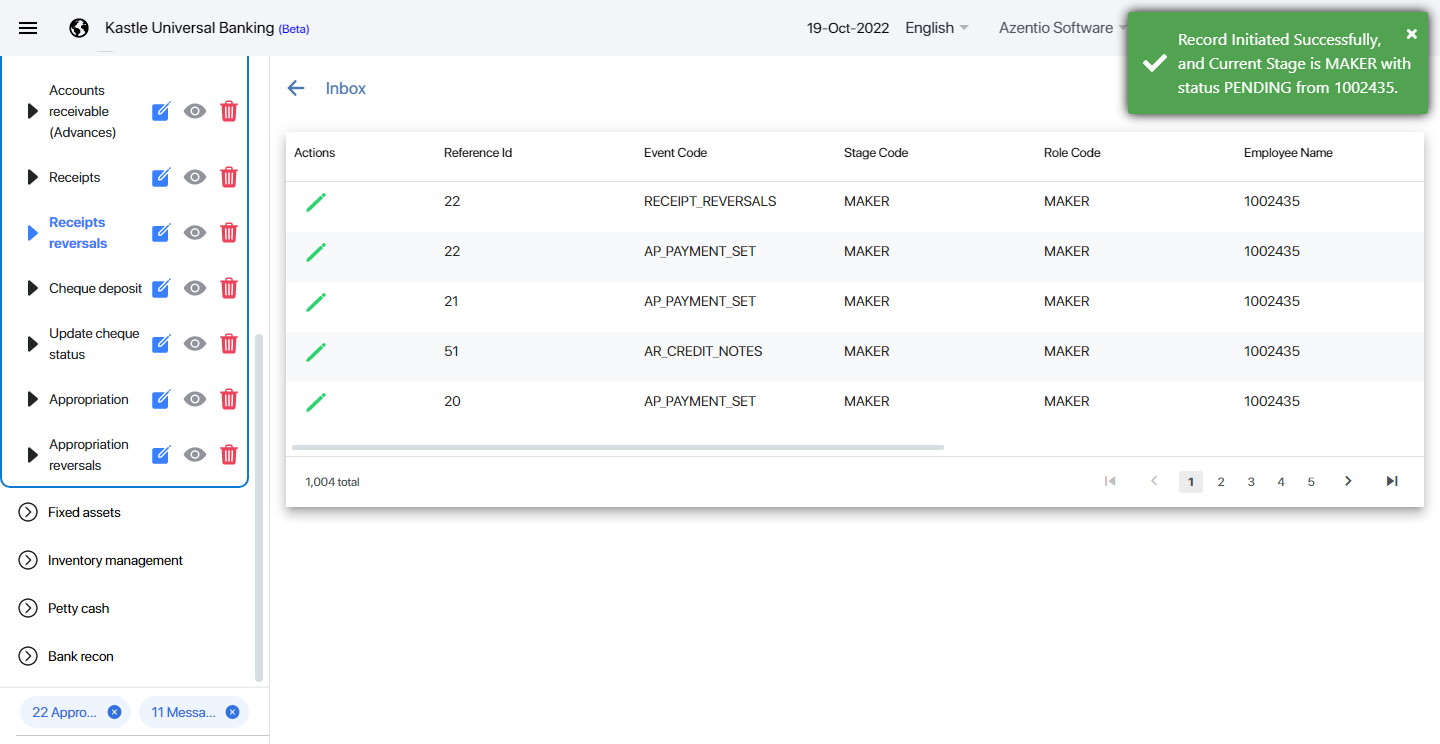 Kastle Universal Banking (Beta)
19-Oct-2022
English
Azentio Software
Record Initiated Successfully,
and Current Stage is MAKER with
status PENDING from 1002435.
Accounts
receivable
(Advances)
Receipts
Receipts
reversals
Cheque deposit
Update cheque
status
Appropriation
Appropriation
reversals
Fixed assets
Inventory management
Petty cash
Bank recon
22 Appro...
11 Messa...
Inbox
Actions Reference Id Event Code Stage Code Role Code Employee Name
22 RECEIPT_REVERSALS MAKER MAKER 1002435
22 AP_PAYMENT_SET MAKER MAKER 1002435
21 AP_PAYMENT_SET MAKER MAKER 1002435
51 AR_CREDIT_NOTES MAKER MAKER 1002435
20 AP_PAYMENT_SET MAKER MAKER 1002435
1,004 total
1 2 3 4 5